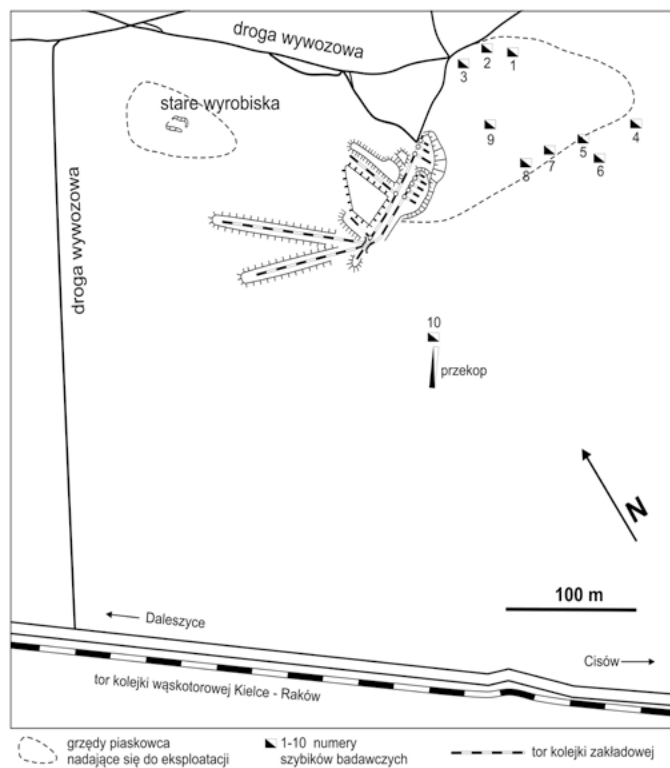 droga wywozowa
stare wyrobiska
droga wywozowa
3
2
1
9
4
5
8
7
6
10
przekop
N
100 m
Daleszyce
Cisów
tor kolejki wąskotorowej Kielce - Raków
grzędy piaskowca
nadające się do eksploatacji
1-10 numery
szybików badawczych
tor kolejki zakładowej